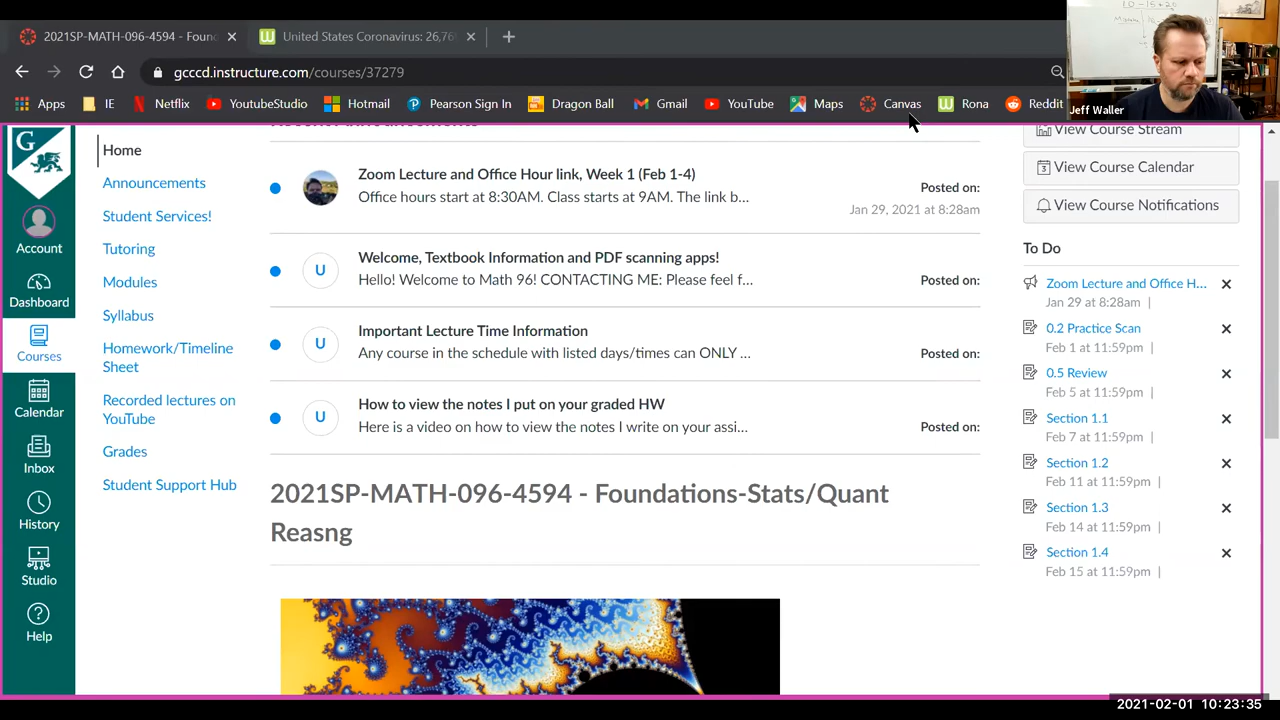 2021SP-MATH-096-4594 - Foun
United States Coronavirus: 26,76
gcccd.instructure.com/courses/37279
Apps IE Netflix YoutubeStudio Hotmail Pearson Sign In Dragon Ball Gmail YouTube Maps Canvas Rona Reddit
Jeff Waller
10-15+20
G
Account
Dashboard
Courses
Calendar
Inbox
History
Studio
Help
Home
Announcements
Student Services!
Tutoring
Modules
Syllabus
Homework/Timeline
Sheet
Recorded lectures on
YouTube
Grades
Student Support Hub
Recent Announcements
Zoom Lecture and Office Hour link, Week 1 (Feb 1-4)
Office hours start at 8:30AM. Class starts at 9AM. The link b...
Posted on:
Jan 29, 2021 at 8:28am
U
Welcome, Textbook Information and PDF scanning apps!
Hello! Welcome to Math 96! CONTACTING ME: Please feel f...
Posted on:
U
Important Lecture Time Information
Any course in the schedule with listed days/times can ONLY ...
Posted on:
U
How to view the notes I put on your graded HW
Here is a video on how to view the notes I write on your assi...
Posted on:
2021SP-MATH-096-4594 - Foundations-Stats/Quant
Reasng
View Course Stream
View Course Calendar
View Course Notifications
To Do
Zoom Lecture and Office H...
Jan 29 at 8:28am |
0.2 Practice Scan
Feb 1 at 11:59pm |
0.5 Review
Feb 5 at 11:59pm |
Section 1.1
Feb 7 at 11:59pm |
Section 1.2
Feb 11 at 11:59pm |
Section 1.3
Feb 14 at 11:59pm |
Section 1.4
Feb 15 at 11:59pm |
2021-02-01 10:23:35